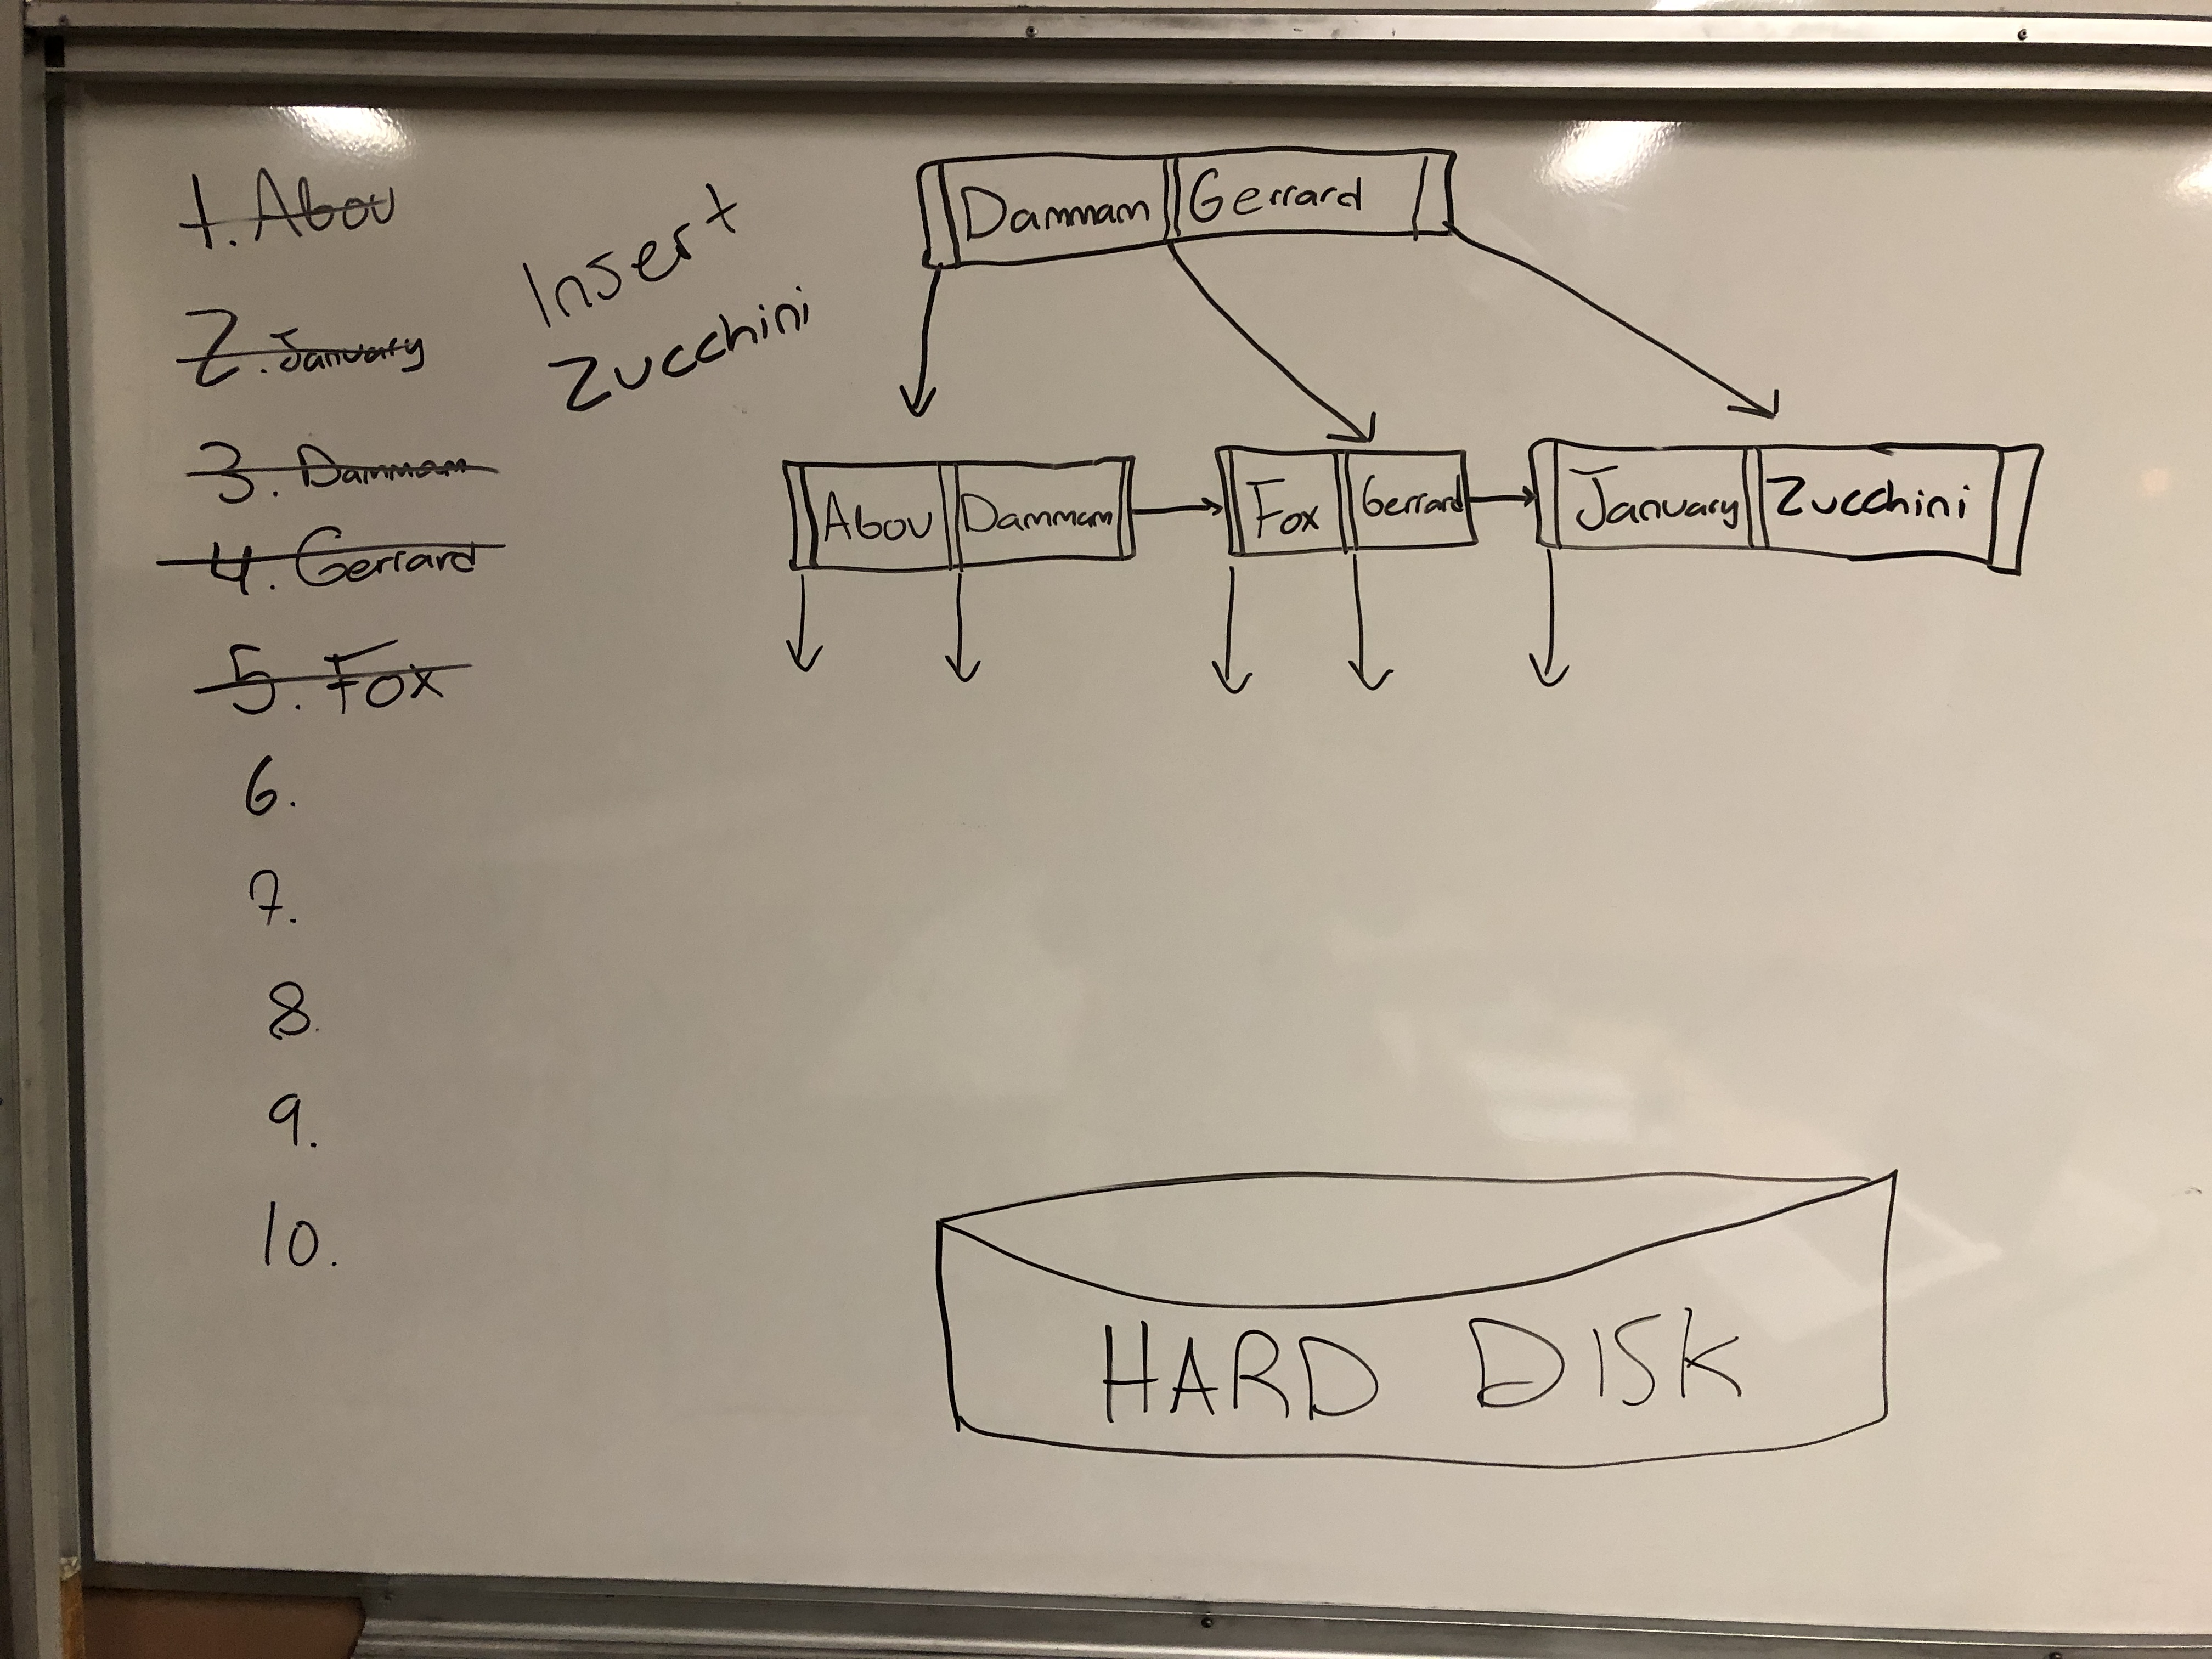 1. Abou
2. January
3. Dammam
4. Gerrard
5. Fox
6.
7.
8.
9.
10.
Insert
Zucchini
Dammam Gerrard
Abou Dammam Fox Gerrard January Zucchini
HARD DISK